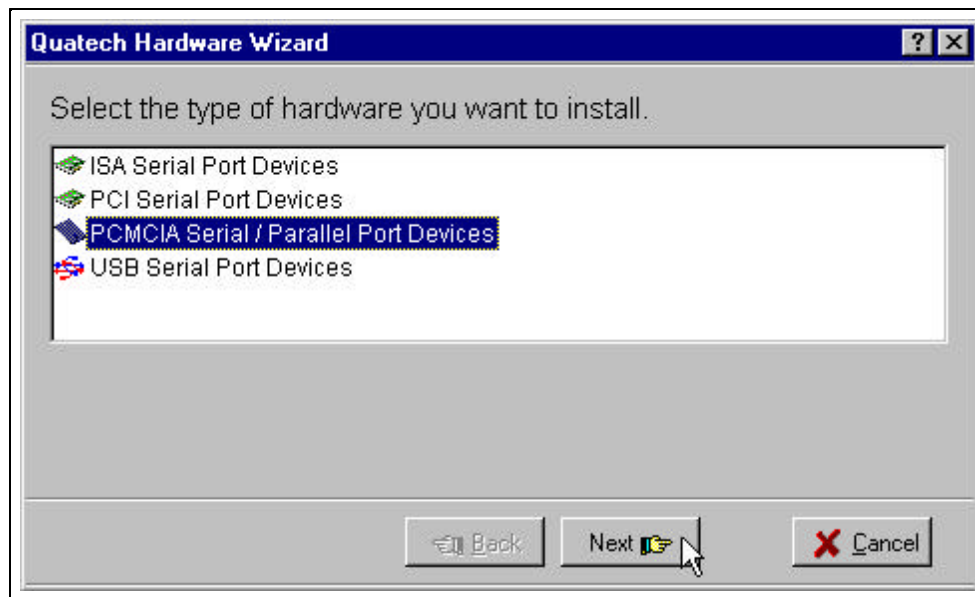 Quatech Hardware Wizard
Select the type of hardware you want to install.
ISA Serial Port Devices
PCI Serial Port Devices
PCMCIA Serial / Parallel Port Devices
USB Serial Port Devices
Back Next Cancel